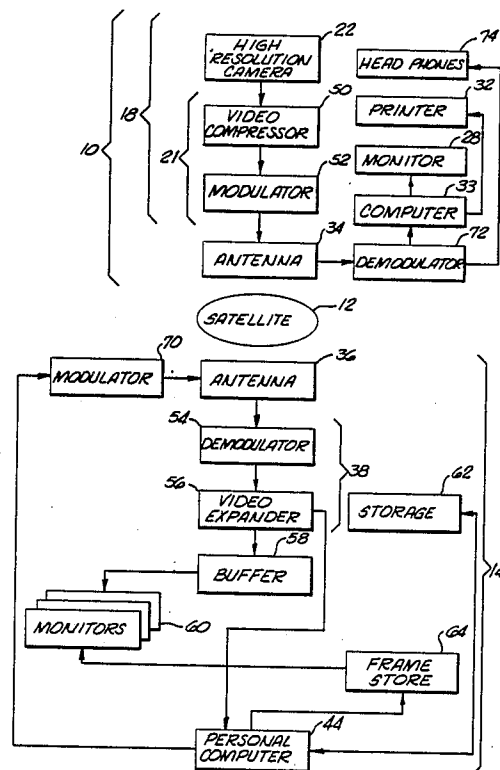 HIGH
RESOLUTION
CAMERA
22
HEAD PHONES
74
50
VIDEO
COMPRESSOR
PRINTER
32
18
10
21
52
MODULATOR
MONITOR
28
33
COMPUTER
34
72
ANTENNA
DEMODULATOR
SATELLITE
12
70
MODULATOR
36
ANTENNA
54
DEMODULATOR
38
56
VIDEO
EXPANDER
62
STORAGE
58
BUFFER
14
MONITORS
60
64
FRAME
STORE
PERSONAL
COMPUTER
44